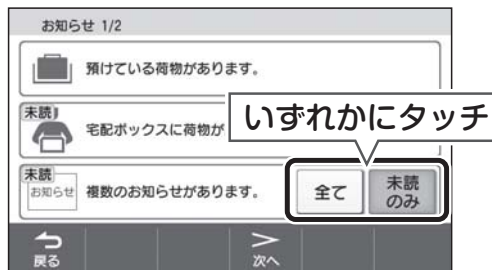 お知らせ 1/2
預けている荷物があります。
未読
宅配ボックスに荷物が
いずれかにタッチ
未読
お知らせ
複数のお知らせがあります。
全て
未読
のみ
戻る
次へ